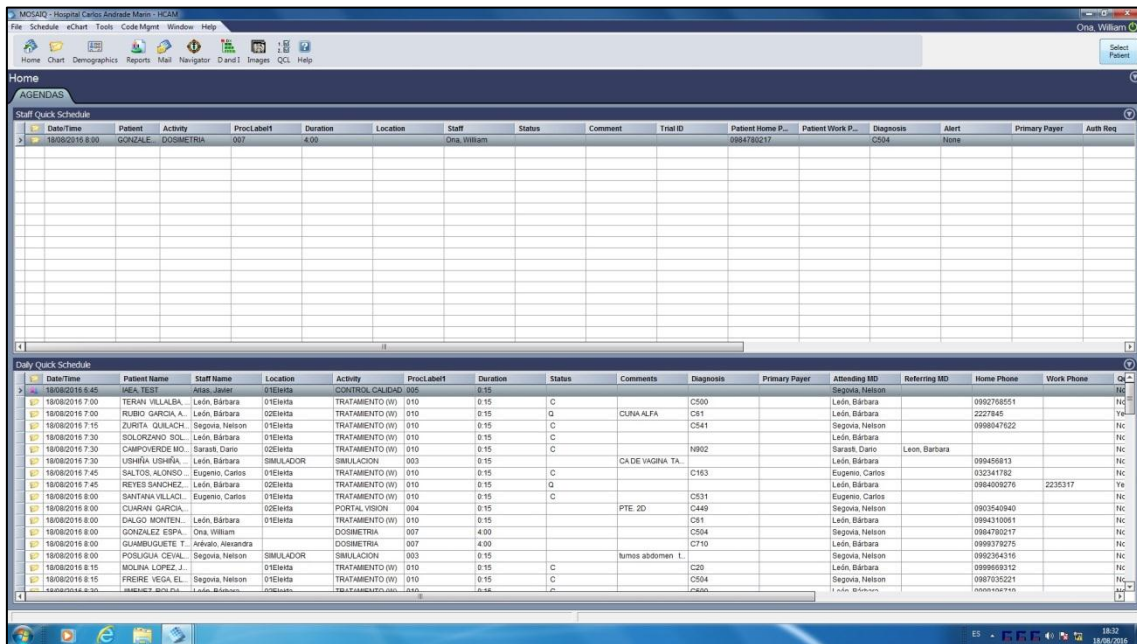 MOSAIQ - Hospital Carlos Andrade Marin - HCAM
File Schedule eChart Tools Code Mgmt Window Help Ona, William
Home Chart Demographics Reports Mail Navigator D and I Images QCL Help Select Patient
Home
AGENDAS
Staff Quick Schedule
Date/Time Patient Activity ProcLabel1 Duration Location Staff Status Comment Trial ID Patient Home P... Patient Work P... Diagnosis Alert Primary Payer Auth Req
18/08/2016 8:00 GONZALE... DOSIMETRIA 007 4:00 Ona, William 0984780217 C504 None
Daily Quick Schedule
Date/Time Patient Name Staff Name Location Activity ProcLabel1 Duration Status Comments Diagnosis Primary Payer Attending MD Referring MD Home Phone Work Phone
18/08/2016 6:45 IAEA, TEST Arias, Javier 01Elekta CONTROL CALIDAD 005 0:15 Segovia, Nelson Nc
18/08/2016 7:00 TERAN VILLALBA, ... León, Bárbara 01Elekta TRATAMIENTO (W) 010 0:15 C C500 León, Bárbara 0992768551 Nc
18/08/2016 7:00 RUBIO GARCIA, A... León, Bárbara 02Elekta TRATAMIENTO (W) 010 0:15 Q CUNA ALFA C61 León, Bárbara 2227845 Ye
18/08/2016 7:15 ZURITA QUILACH... Segovia, Nelson 01Elekta TRATAMIENTO (W) 010 0:15 C C541 Segovia, Nelson 0998047622 Nc
18/08/2016 7:30 SOLORZANO SOL... León, Bárbara 01Elekta TRATAMIENTO (W) 010 0:15 C León, Bárbara Nc
18/08/2016 7:30 CAMPOVERDE MO... Sarasti, Dario 02Elekta TRATAMIENTO (W) 010 0:15 C N902 Sarasti, Dario Leon, Barbara Nc
18/08/2016 7:30 USHIÑA USHIÑA, ... León, Bárbara SIMULADOR SIMULACION 003 0:15 CA DE VAGINA TA... León, Bárbara 099456813 Nc
18/08/2016 7:45 SALTOS, ALONSO ... Eugenio, Carlos 01Elekta TRATAMIENTO (W) 010 0:15 C C163 Eugenio, Carlos 032341782 Nc
18/08/2016 7:45 REYES SANCHEZ, ... León, Bárbara 02Elekta TRATAMIENTO (W) 010 0:15 Q León, Bárbara 0984009276 2235317 Ye
18/08/2016 8:00 SANTANA VILLACI... Eugenio, Carlos 01Elekta TRATAMIENTO (W) 010 0:15 C C531 Eugenio, Carlos Nc
18/08/2016 8:00 CUARAN GARCIA, ... 02Elekta PORTAL VISION 004 0:15 PTE. 2D C449 Segovia, Nelson 0903540940 Nc
18/08/2016 8:00 DALGO MONTEN... León, Bárbara 01Elekta TRATAMIENTO (W) 010 0:15 C61 León, Bárbara 0994310061 Nc
18/08/2016 8:00 GONZALEZ ESPA... Ona, William DOSIMETRIA 007 4:00 C504 Segovia, Nelson 0984780217 Nc
18/08/2016 8:00 GUAMBUGUETE T... Arévalo, Alexandra DOSIMETRIA 007 4:00 C710 León, Bárbara 0999379275 Nc
18/08/2016 8:00 POSLIGUA CEVAL... Segovia, Nelson SIMULADOR SIMULACION 003 0:15 tumos abdomen t... Segovia, Nelson 0992364316 Nc
18/08/2016 8:15 MOLINA LOPEZ, J... 01Elekta TRATAMIENTO (W) 010 0:15 C C20 León, Bárbara 0999669312 Nc
18/08/2016 8:15 FREIRE VEGA, EL... Segovia, Nelson 01Elekta TRATAMIENTO (W) 010 0:15 C C504 Segovia, Nelson 0987035221 Nc
ES 18:32
18/08/2016